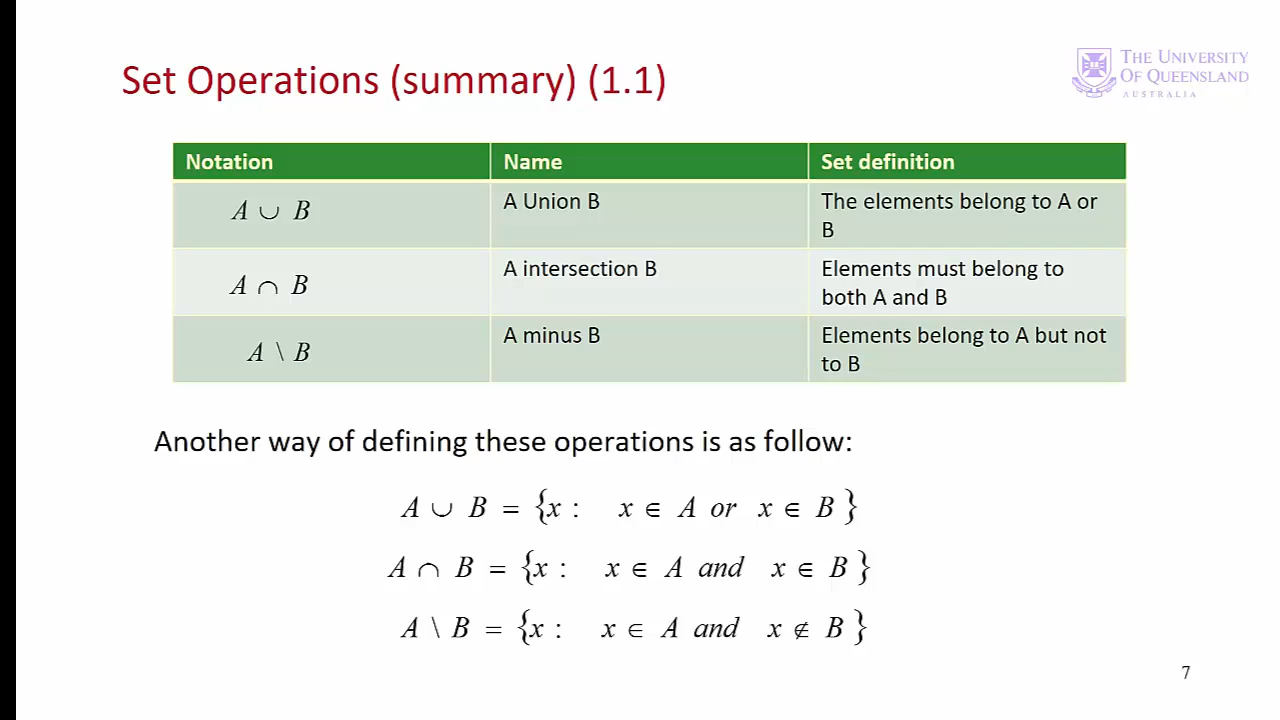 Set Operations (summary) (1.1)
THE UNIVERSITY
OF QUEENSLAND
AUSTRALIA
Notation Name Set definition
A ∪ B A Union B The elements belong to A or
B
A ∩ B A intersection B Elements must belong to
both A and B
A \ B A minus B Elements belong to A but not
to B
Another way of defining these operations is as follow:
A ∪ B = {x : x ∈ A or x ∈ B }
A ∩ B = {x : x ∈ A and x ∈ B }
A \ B = {x : x ∈ A and x ∉ B }
7